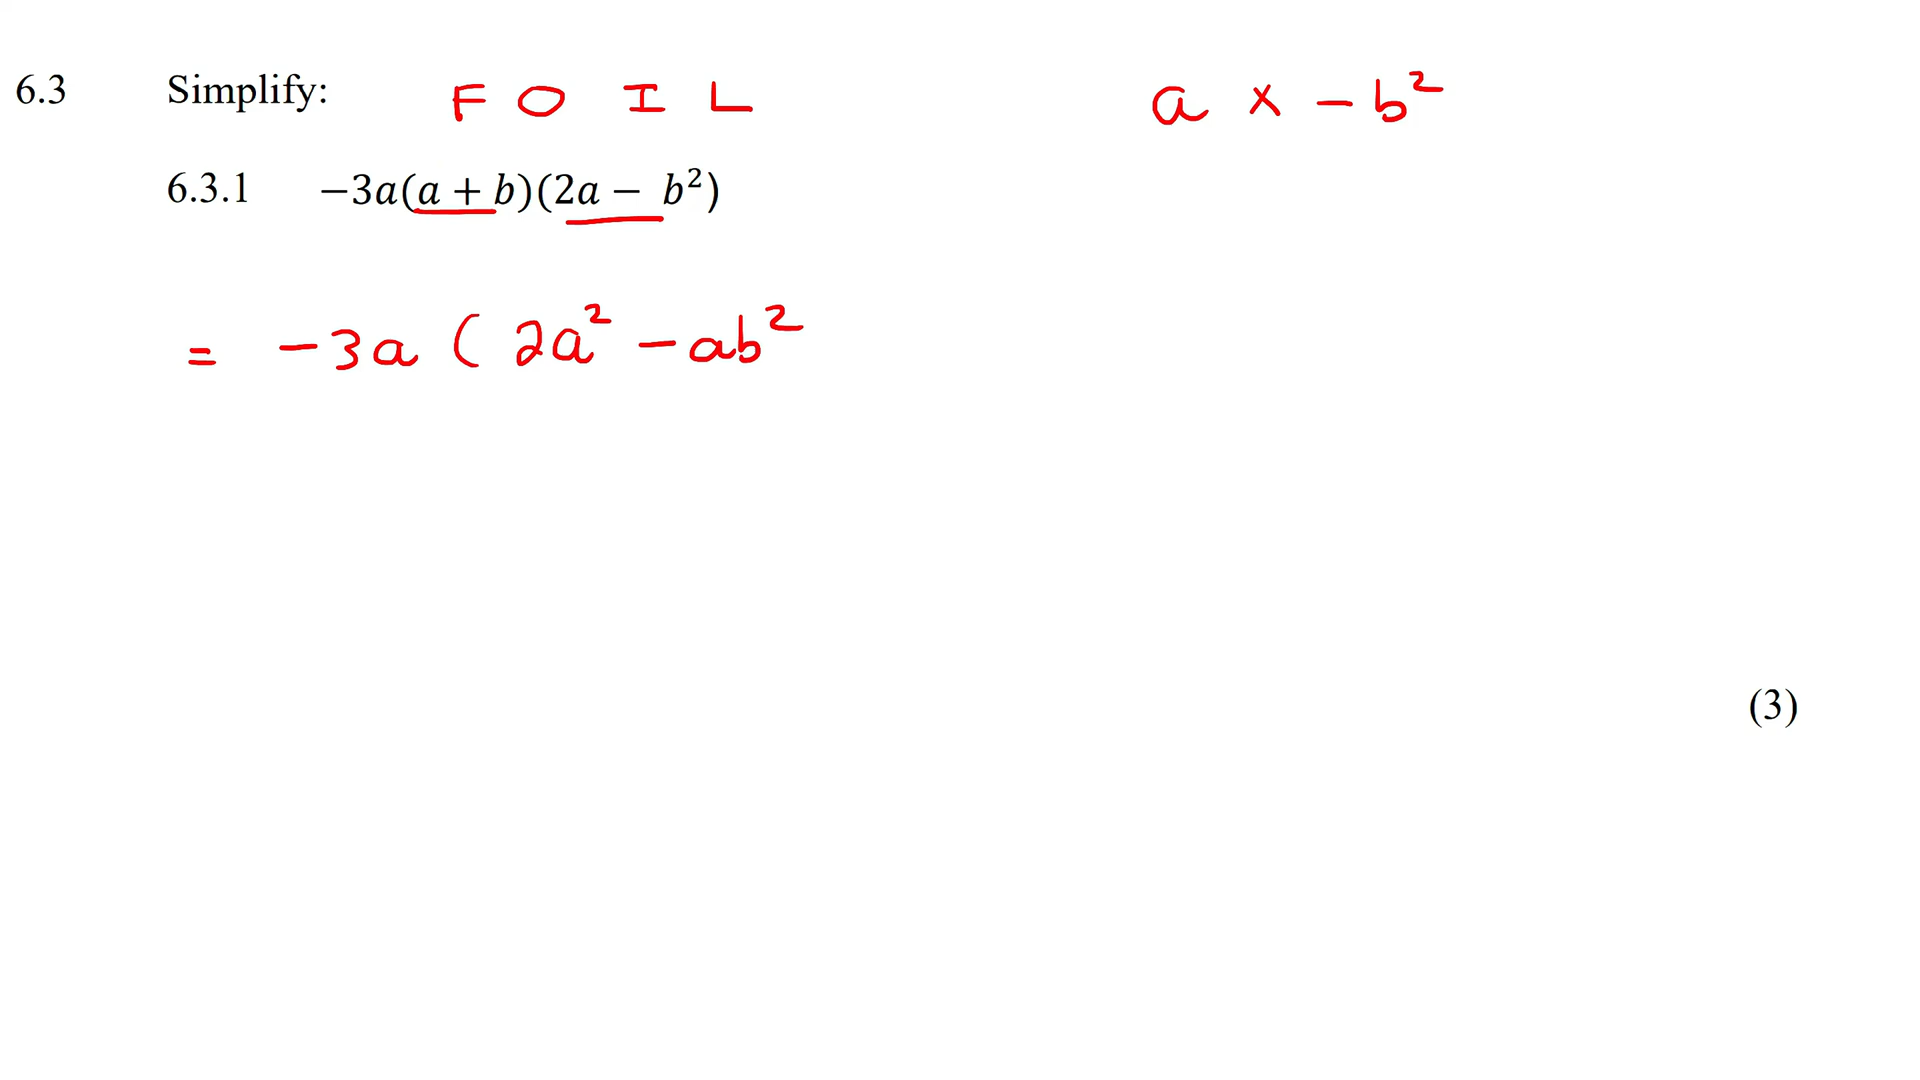 6.3 Simplify: F O I L a × − b²
6.3.1 −3a(a + b)(2a − b²)
= −3a ( 2a² − ab²
(3)